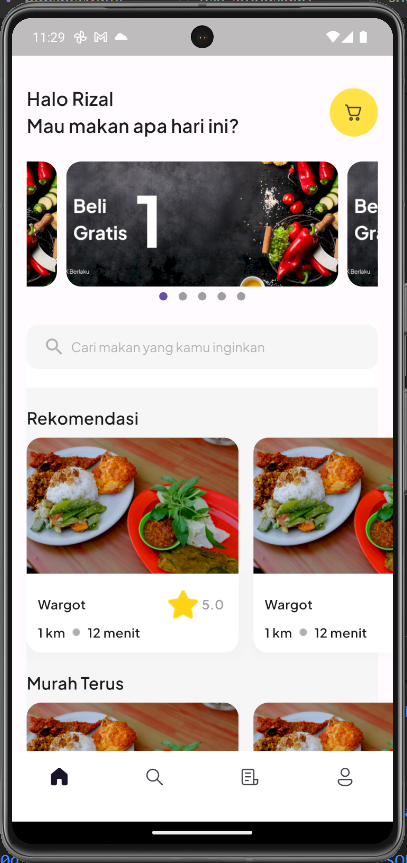 11:29
Halo Rizal
Mau makan apa hari ini?
Beli
Gratis
1
Berlaku
Be
Gra
Berlaku
Cari makan yang kamu inginkan
Rekomendasi
Wargot
5.0
1 km
12 menit
Wargot
1 km
12 menit
Murah Terus